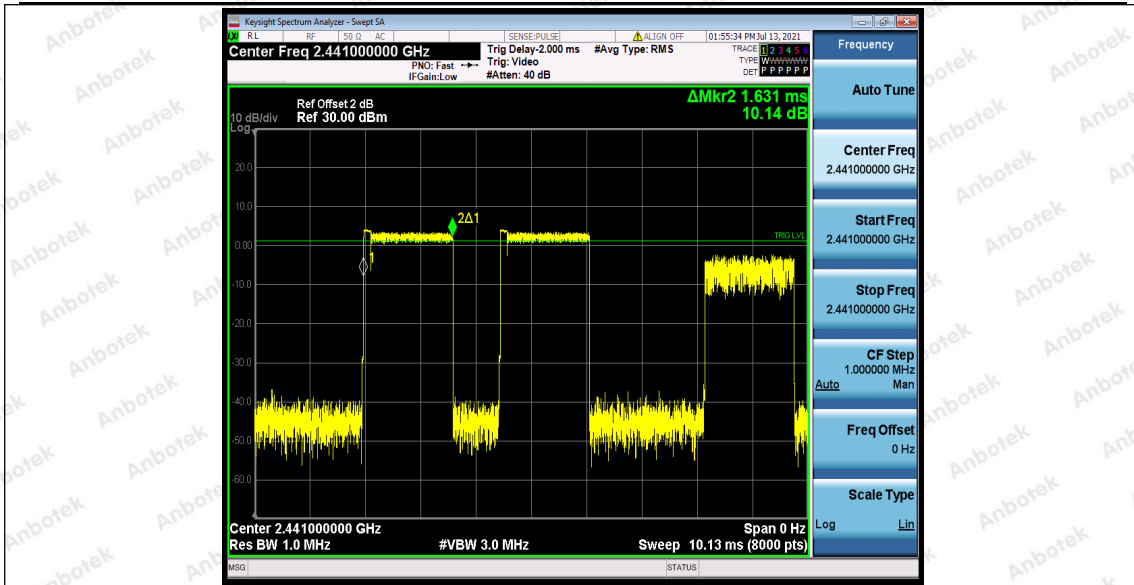 Keysight Spectrum Analyzer - Swept SA
RL RF 50 Ω AC SENSE:PULSE ALIGN OFF 01:55:34 PM Jul 13, 2021
Center Freq 2.441000000 GHz
PNO: Fast
IFGain:Low
Trig Delay-2.000 ms
Trig: Video
#Atten: 40 dB
#Avg Type: RMS
TRACE 1 2 3 4 5 6
TYPE WWWWWW
DET P P P P P P
ΔMkr2 1.631 ms
10.14 dB
Ref Offset 2 dB
10 dB/div Ref 30.00 dBm
Log
20.0
10.0
0.00
-10.0
-20.0
-30.0
-40.0
-50.0
-60.0
2Δ1
1
TRIG LVL
Center 2.441000000 GHz Span 0 Hz
Res BW 1.0 MHz #VBW 3.0 MHz Sweep 10.13 ms (8000 pts)
MSG STATUS
Frequency
Auto Tune
Center Freq
2.441000000 GHz
Start Freq
2.441000000 GHz
Stop Freq
2.441000000 GHz
CF Step
1.000000 MHz
Auto Man
Freq Offset
0 Hz
Scale Type
Log Lin
Anbotek